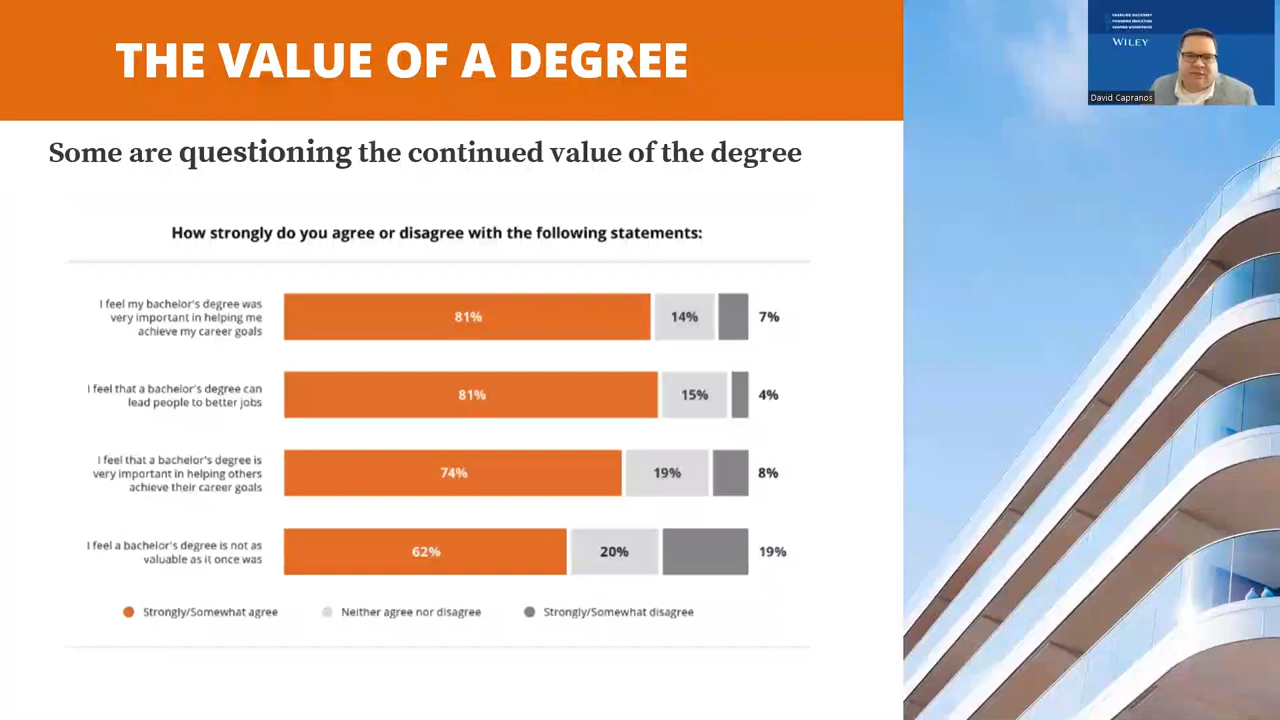 THE VALUE OF A DEGREE
WILEY
David Capranos
Some are questioning the continued value of the degree
How strongly do you agree or disagree with the following statements:
I feel my bachelor's degree was
very important in helping me
achieve my career goals
81%
14%
7%
I feel that a bachelor's degree can
lead people to better jobs
81%
15%
4%
I feel that a bachelor's degree is
very important in helping others
achieve their career goals
74%
19%
8%
I feel a bachelor's degree is not as
valuable as it once was
62%
20%
19%
Strongly/Somewhat agree
Neither agree nor disagree
Strongly/Somewhat disagree